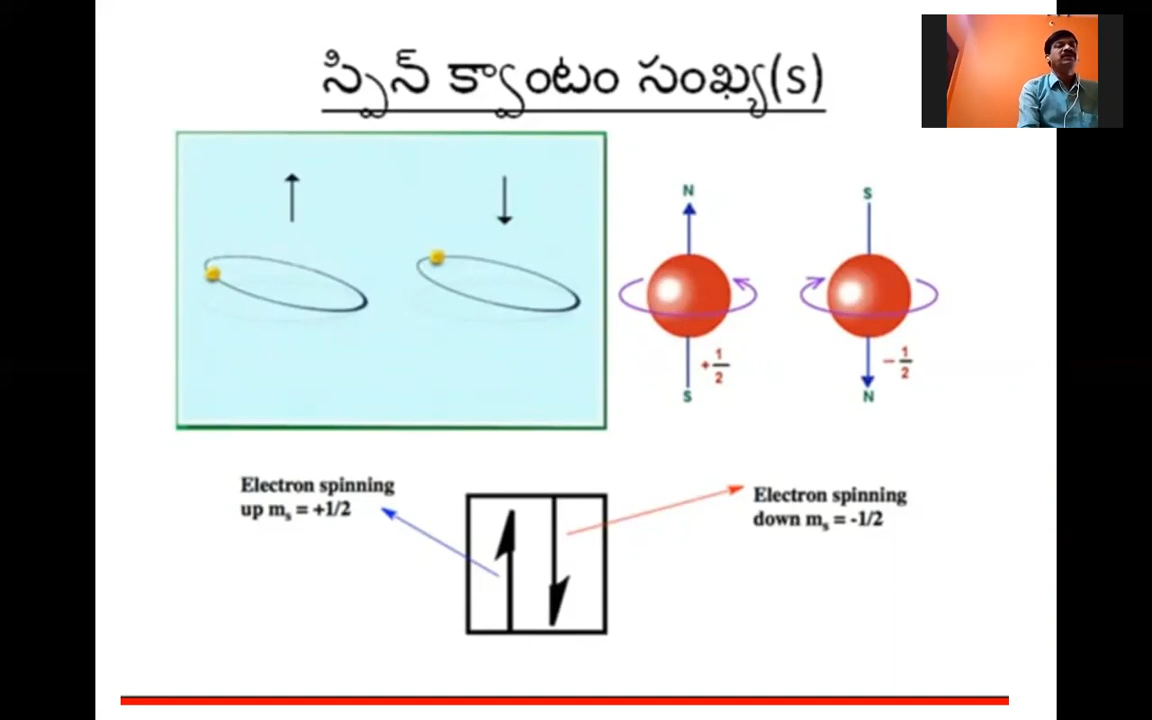 స్పిన్ క్వాంటం సంఖ్య(s)
N
S
+1/2
-1/2
S
N
Electron spinning
up mₛ = +1/2
Electron spinning
down mₛ = -1/2